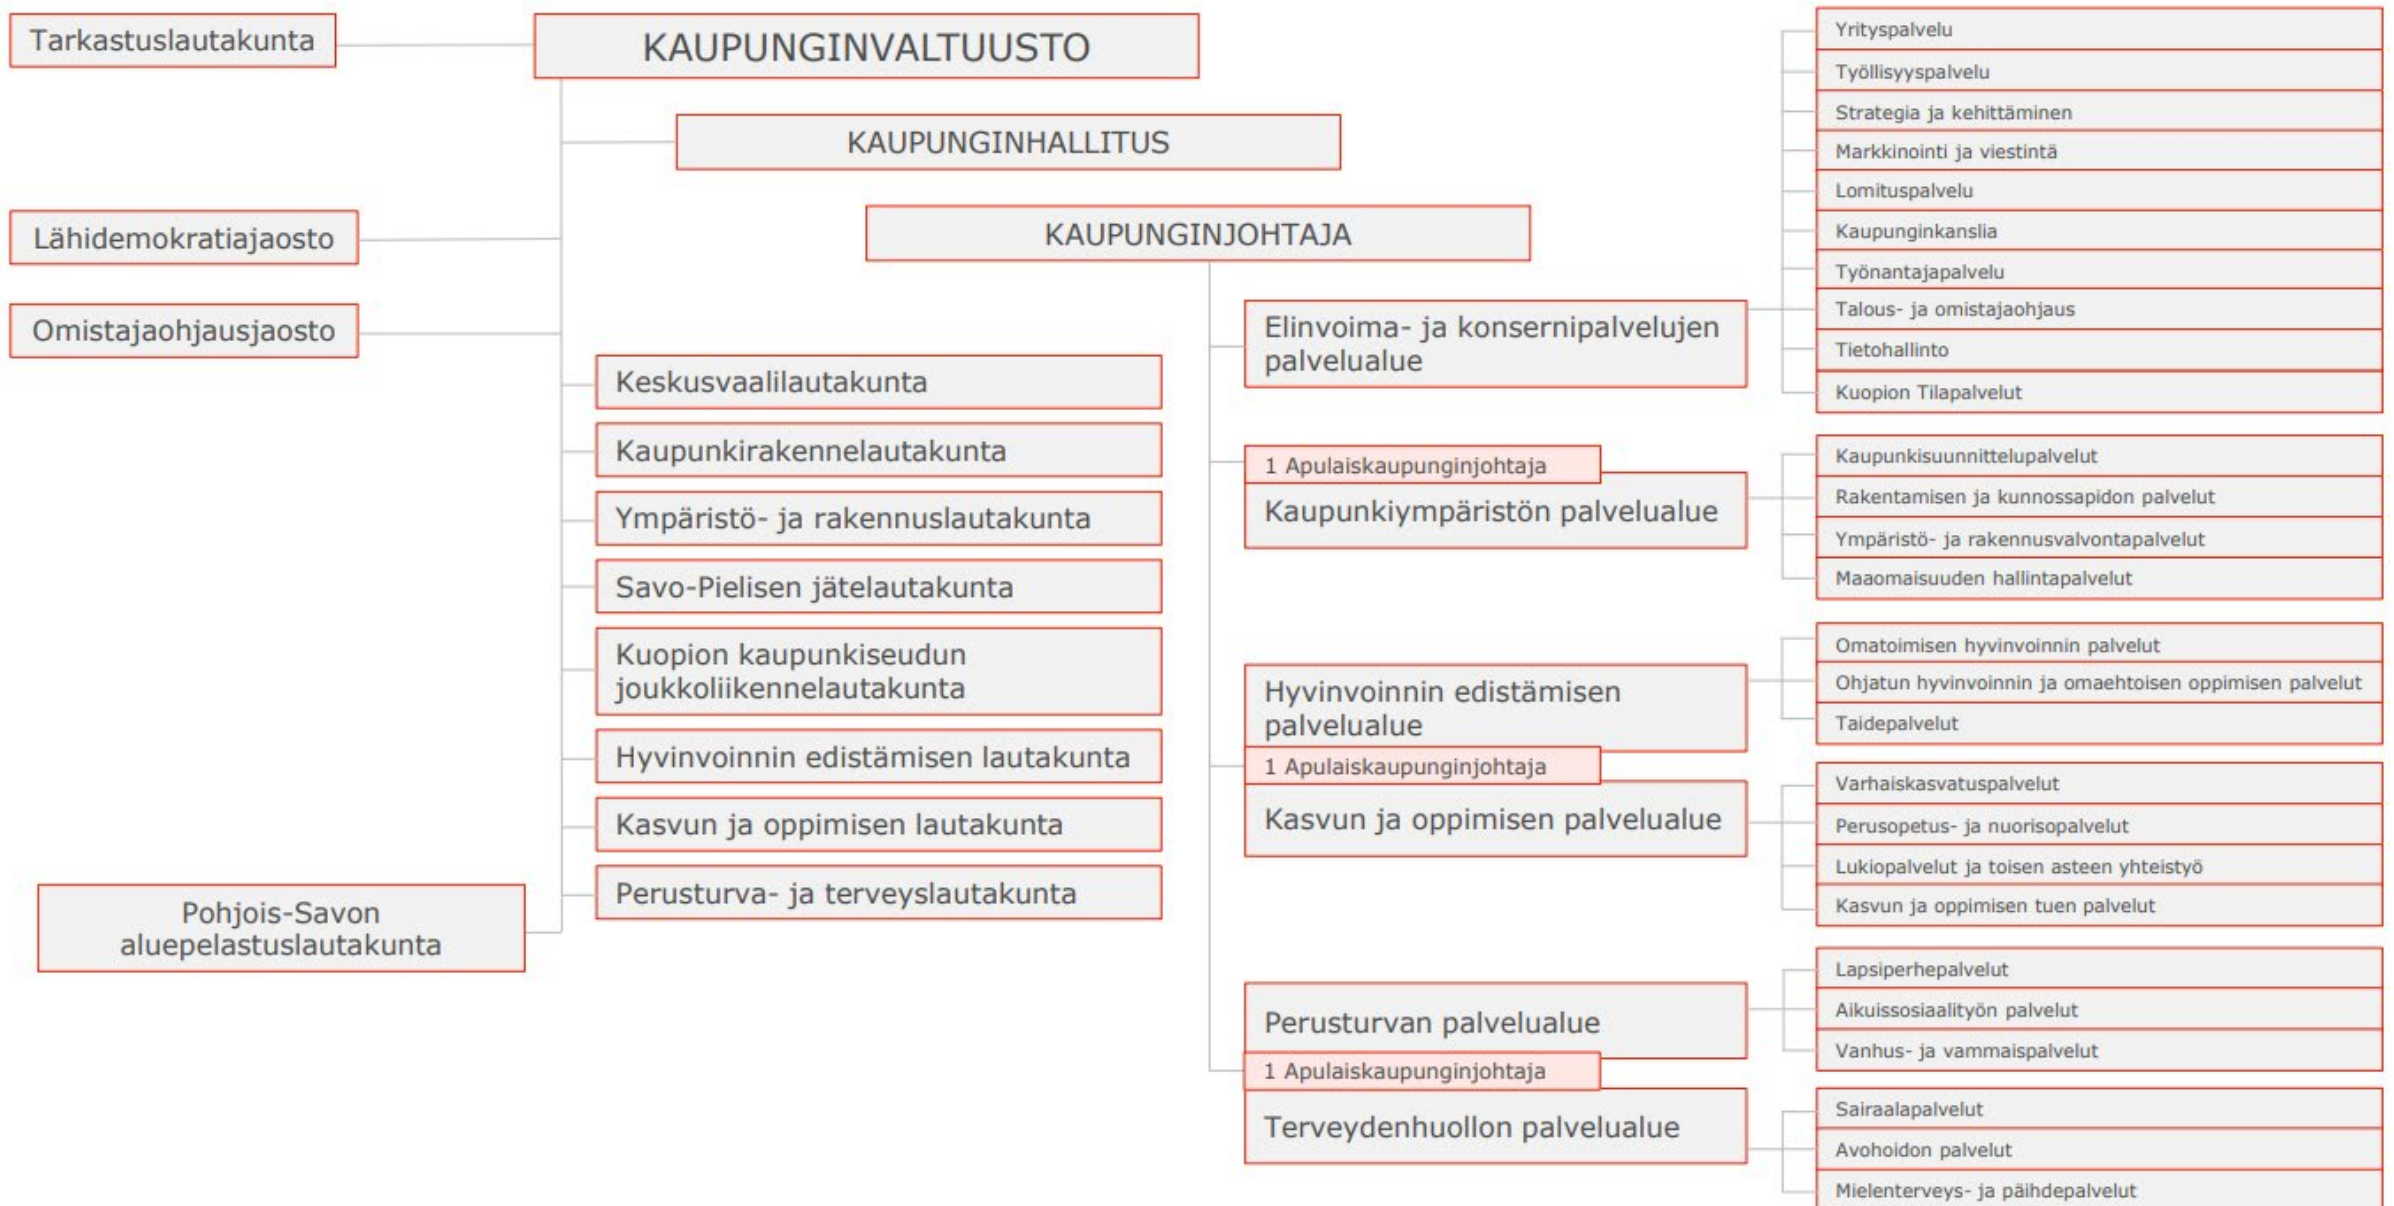 Tarkastuslautakunta
KAUPUNGINVALTUUSTO
KAUPUNGINHALLITUS
Lähidemokratiajaosto
KAUPUNGINJOHTAJA
Omistajaohjausjaosto
Keskusvaalilautakunta
Kaupunkirakennelautakunta
Ympäristö- ja rakennuslautakunta
Savo-Pielisen jätelautakunta
Kuopion kaupunkiseudun
joukkoliikennelautakunta
Hyvinvoinnin edistämisen lautakunta
Kasvun ja oppimisen lautakunta
Perusturva- ja terveyslautakunta
Pohjois-Savon
aluepelastuslautakunta
Elinvoima- ja konsernipalvelujen
palvelualue
Yrityspalvelu
Työllisyyspalvelu
Strategia ja kehittäminen
Markkinointi ja viestintä
Lomituspalvelu
Kaupunginkanslia
Työnantajapalvelu
Talous- ja omistajaohjaus
Tietohallinto
Kuopion Tilapalvelut
1 Apulaiskaupunginjohtaja
Kaupunkiympäristön palvelualue
Kaupunkisuunnittelupalvelut
Rakentamisen ja kunnossapidon palvelut
Ympäristö- ja rakennusvalvontapalvelut
Maaomaisuuden hallintapalvelut
Hyvinvoinnin edistämisen
palvelualue
Omatoimisen hyvinvoinnin palvelut
Ohjatun hyvinvoinnin ja omaehtoisen oppimisen palvelut
Taidepalvelut
1 Apulaiskaupunginjohtaja
Kasvun ja oppimisen palvelualue
Varhaiskasvatuspalvelut
Perusopetus- ja nuorisopalvelut
Lukiopalvelut ja toisen asteen yhteistyö
Kasvun ja oppimisen tuen palvelut
Perusturvan palvelualue
Lapsiperhepalvelut
Aikuissosiaalityön palvelut
Vanhus- ja vammaispalvelut
1 Apulaiskaupunginjohtaja
Terveydenhuollon palvelualue
Sairaalapalvelut
Avohoidon palvelut
Mielenterveys- ja päihdepalvelut